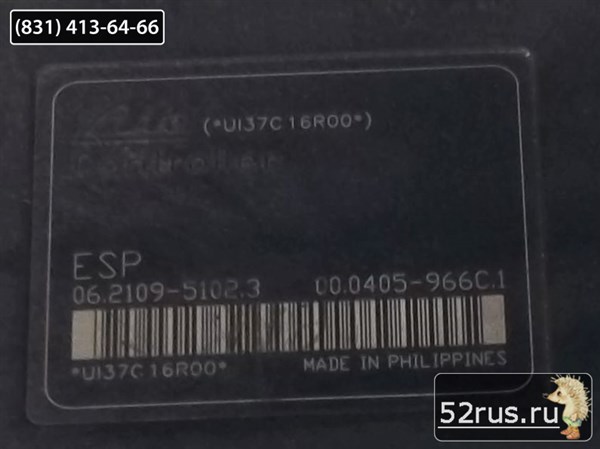 (831) 413-64-66
(*UI37C16R00*)
ESP
06.2109-5102.3 00.0405-966C.1
*UI37C16R00*
MADE IN PHILIPPINES
52rus.ru